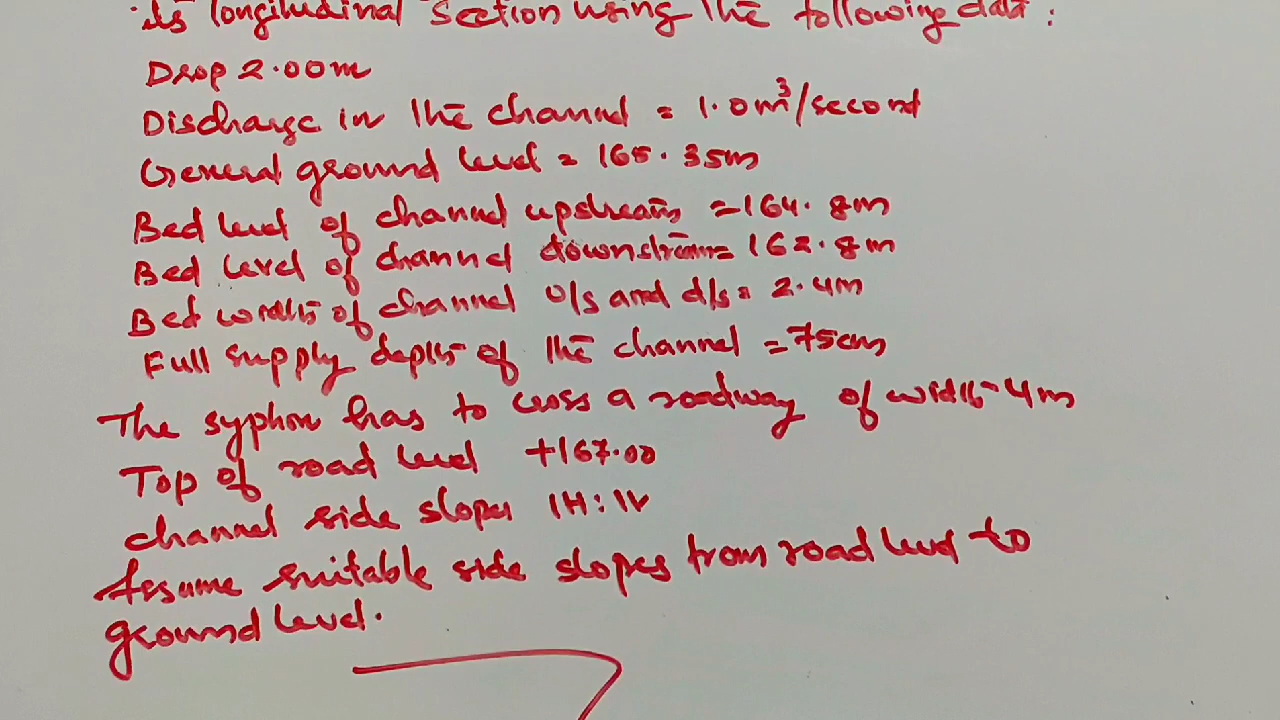 its longitudinal section using the following data:
Drop 2.00m
Discharge in the channel = 1.0m³/second
General ground level = 165.35m
Bed level of channel upstream = 164.8m
Bed level of channel downstream = 162.8m
Bed width of channel u/s and d/s = 2.4m
Full supply depth of the channel = 75cm
The syphon has to cross a roadway of width - 4m
Top of road level +167.00
channel side slopes 1H:1V
Assume suitable side slopes from road level to
ground level.